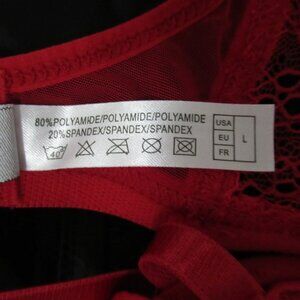 80%POLYAMIDE/POLYAMIDE/POLYAMIDE
20%SPANDEX/SPANDEX/SPANDEX
40
USA
EU
FR
L